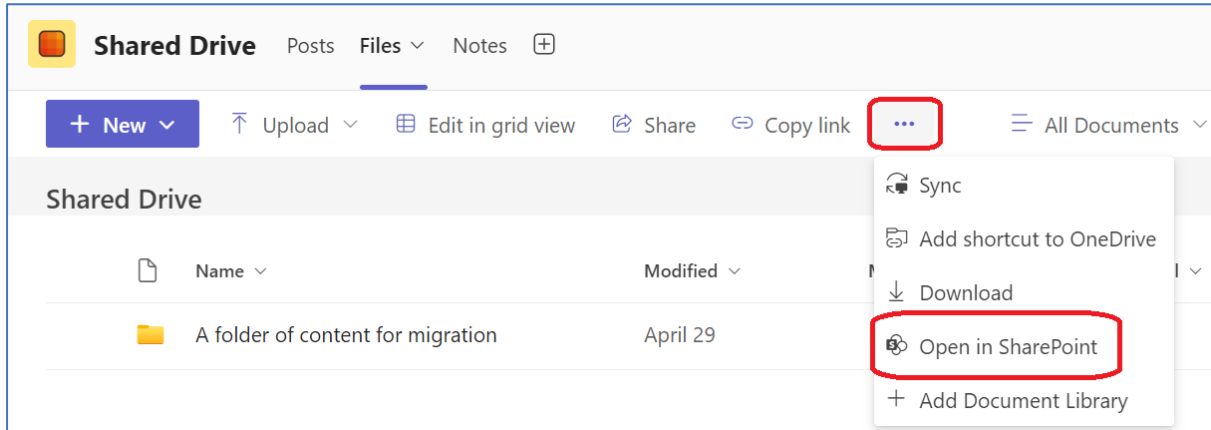 Shared Drive Posts Files Notes
+ New Upload Edit in grid view Share Copy link ... All Documents
Sync
Shared Drive
Add shortcut to OneDrive
Name Modified
Download
A folder of content for migration April 29
Open in SharePoint
Add Document Library